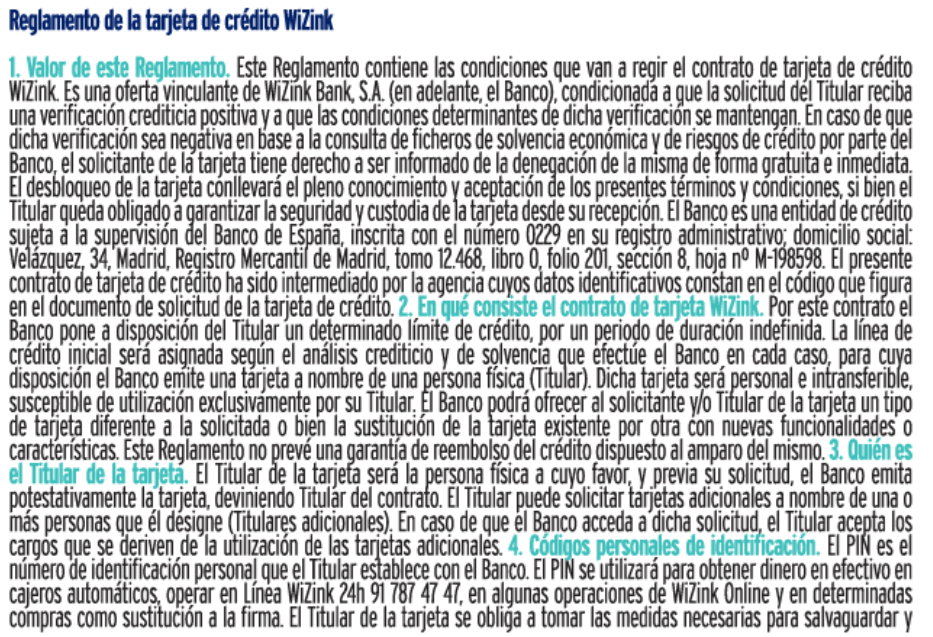 Reglamento de la tarjeta de crédito WiZink
1. Valor de este Reglamento. Este Reglamento contiene las condiciones que van a regir el contrato de tarjeta de crédito
WiZink. Es una oferta vinculante de WiZink Bank, S.A. (en adelante, el Banco), condicionada a que la solicitud del Titular reciba
una verificación crediticia positiva y a que las condiciones determinantes de dicha verificación se mantengan. En caso de que
dicha verificación sea negativa en base a la consulta de ficheros de solvencia económica y de riesgos de crédito por parte del
Banco, el solicitante de la tarjeta tiene derecho a ser informado de la denegación de la misma de forma gratuita e inmediata.
El desbloqueo de la tarjeta conllevará el pleno conocimiento y aceptación de los presentes términos y condiciones, si bien el
Titular queda obligado a garantizar la seguridad y custodia de la tarjeta desde su recepción. El Banco es una entidad de crédito
sujeta a la supervisión del Banco de España, inscrita con el número 0229 en su registro administrativo; domicilio social:
Velázquez, 34, Madrid, Registro Mercantil de Madrid, tomo 12.468, libro 0, folio 201, sección 8, hoja nº M-198598. El presente
contrato de tarjeta de crédito ha sido intermediado por la agencia cuyos datos identificativos constan en el código que figura
en el documento de solicitud de la tarjeta de crédito. 2. En qué consiste el contrato de tarjeta WiZink. Por este contrato el
Banco pone a disposición del Titular un determinado límite de crédito, por un periodo de duración indefinida. La línea de
crédito inicial será asignada según el análisis crediticio y de solvencia que efectúe el Banco en cada caso, para cuya
disposición el Banco emite una tarjeta a nombre de una persona física (Titular). Dicha tarjeta será personal e intransferible,
susceptible de utilización exclusivamente por su Titular. El Banco podrá ofrecer al solicitante y/o Titular de la tarjeta un tipo
de tarjeta diferente a la solicitada o bien la sustitución de la tarjeta existente por otra con nuevas funcionalidades o
características. Este Reglamento no prevé una garantía de reembolso del crédito dispuesto al amparo del mismo. 3. Quién es
el Titular de la tarjeta. El Titular de la tarjeta será la persona física a cuyo favor, y previa su solicitud, el Banco emita
potestativamente la tarjeta, deviniendo Titular del contrato. El Titular puede solicitar tarjetas adicionales a nombre de una o
más personas que él designe (Titulares adicionales). En caso de que el Banco acceda a dicha solicitud, el Titular acepta los
cargos que se deriven de la utilización de las tarjetas adicionales. 4. Códigos personales de identificación. El PIN es el
número de identificación personal que el Titular establece con el Banco. El PIN se utilizará para obtener dinero en efectivo en
cajeros automáticos, operar en Línea WiZink 24h 91 787 47 47, en algunas operaciones de WiZink Online y en determinadas
compras como sustitución a la firma. El Titular de la tarjeta se obliga a tomar las medidas necesarias para salvaguardar y